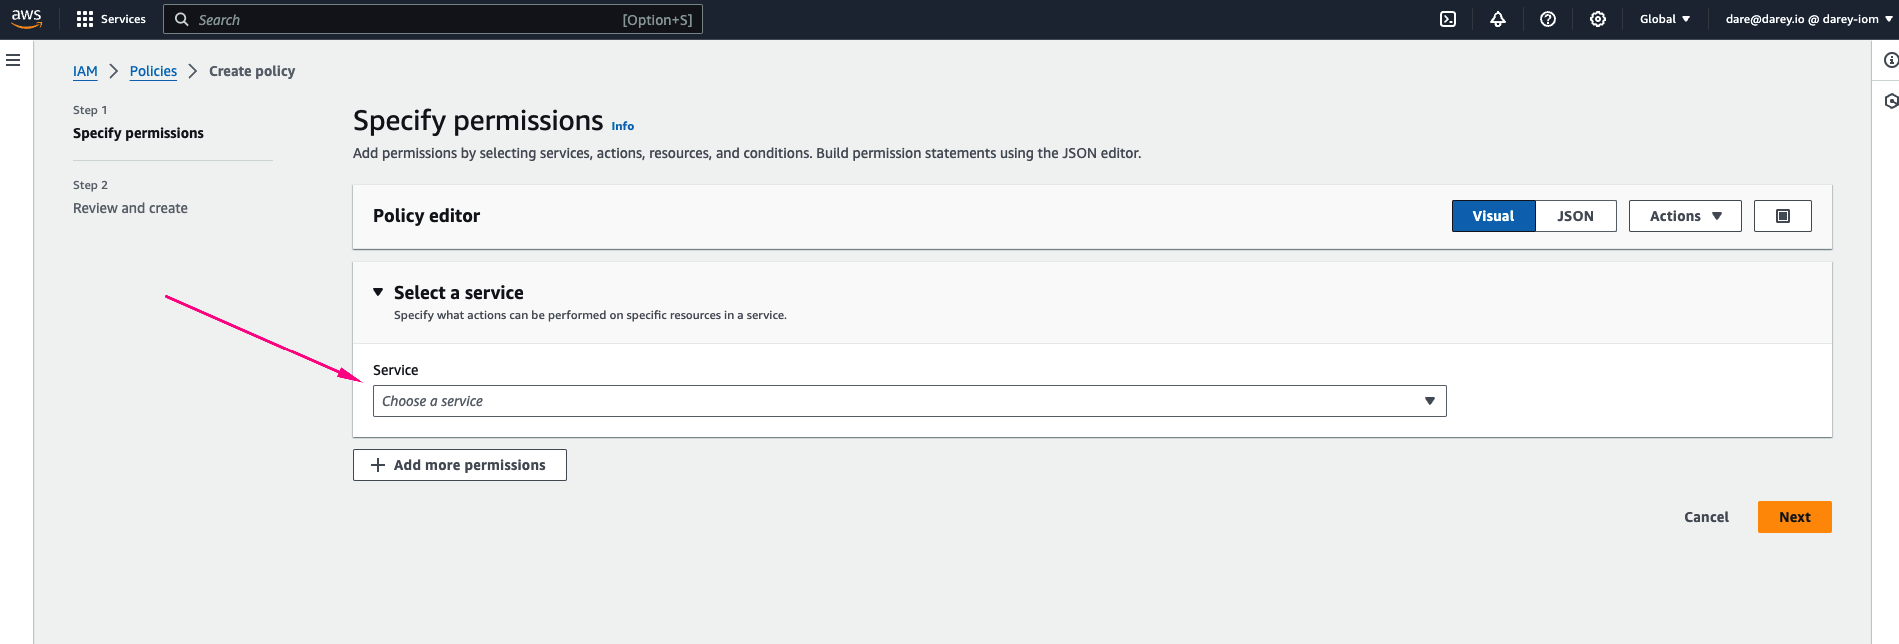 aws Services Search [Option+S] Global dare@darey.io @ darey-iom
IAM Policies Create policy
Step 1
Specify permissions
Step 2
Review and create
Specify permissions Info
Add permissions by selecting services, actions, resources, and conditions. Build permission statements using the JSON editor.
Policy editor Visual JSON Actions
Select a service
Specify what actions can be performed on specific resources in a service.
Service
Choose a service
Add more permissions
Cancel Next